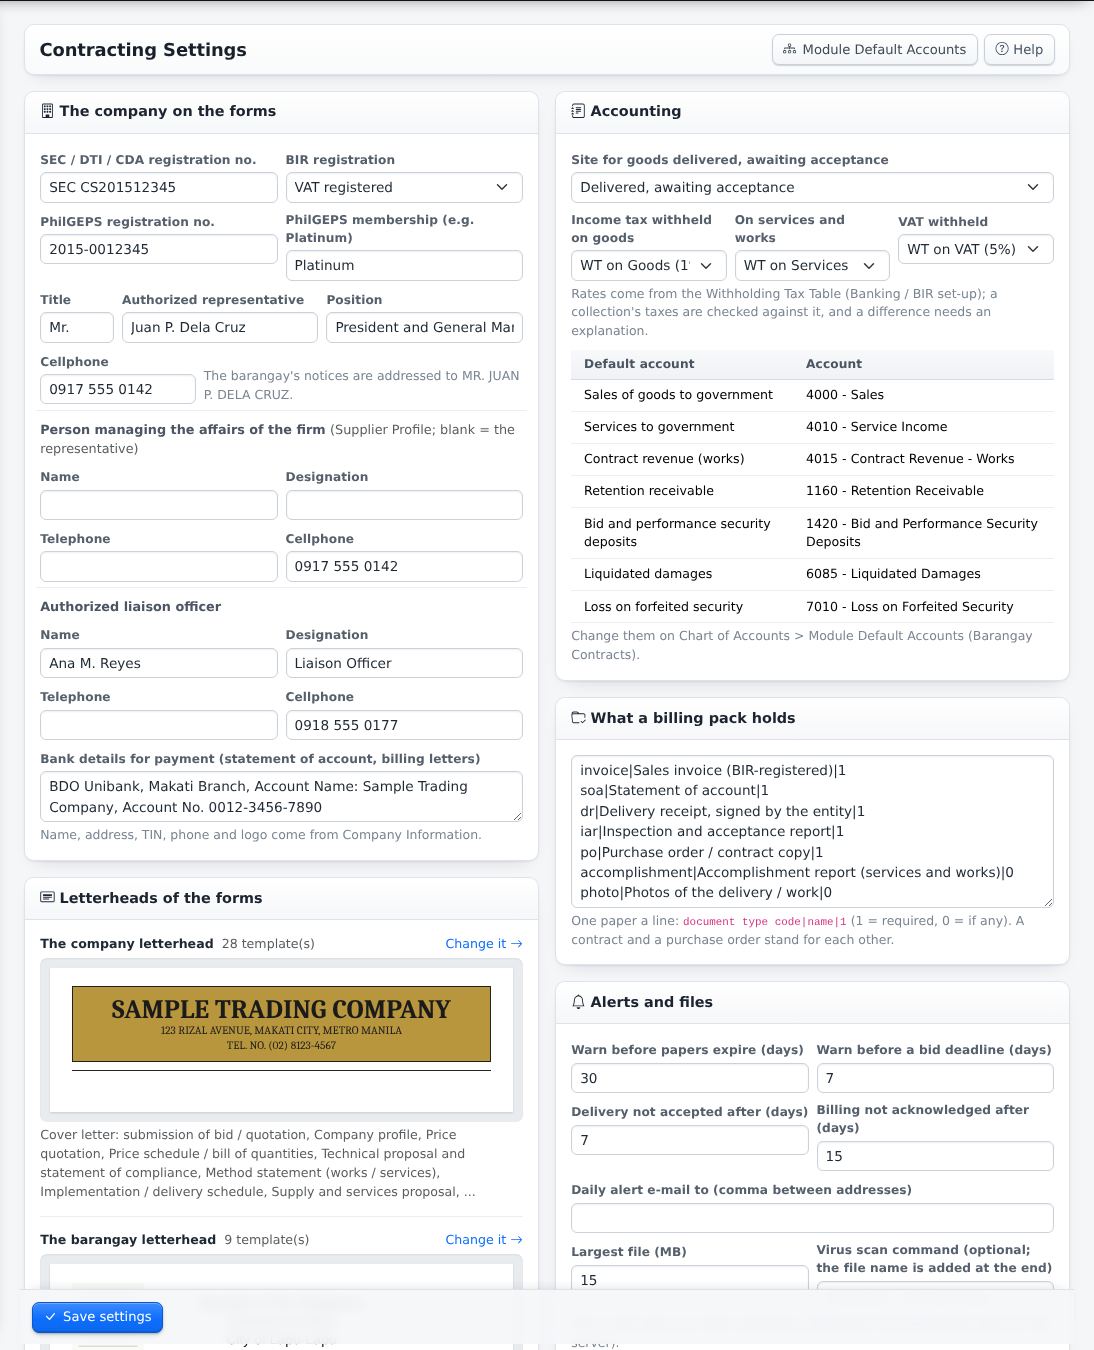 Contracting Settings
Module Default Accounts
Help
The company on the forms
SEC / DTI / CDA registration no.
BIR registration
SEC CS201512345
VAT registered
PhilGEPS registration no.
PhilGEPS membership (e.g.
Platinum)
2015-0012345
Platinum
Title
Authorized representative
Position
Mr.
Juan P. Dela Cruz
President and General Mar
Cellphone
0917 555 0142
The barangay's notices are addressed to MR. JUAN
P. DELA CRUZ.
Person managing the affairs of the firm (Supplier Profile; blank = the
representative)
Name
Designation
Telephone
Cellphone
0917 555 0142
Authorized liaison officer
Name
Designation
Ana M. Reyes
Liaison Officer
Telephone
Cellphone
0918 555 0177
Bank details for payment (statement of account, billing letters)
BDO Unibank, Makati Branch, Account Name: Sample Trading
Company, Account No. 0012-3456-7890
Name, address, TIN, phone and logo come from Company Information.
Letterheads of the forms
The company letterhead 28 template(s)
Change it →
SAMPLE TRADING COMPANY
123 RIZAL AVENUE, MAKATI CITY, METRO MANILA
TEL. NO. (02) 8123-4567
Cover letter: submission of bid / quotation, Company profile, Price
quotation, Price schedule / bill of quantities, Technical proposal and
statement of compliance, Method statement (works / services),
Implementation / delivery schedule, Supply and services proposal, ...
The barangay letterhead 9 template(s)
Change it →
Save settings
Accounting
Site for goods delivered, awaiting acceptance
Delivered, awaiting acceptance
Income tax withheld
on goods
On services and
works
VAT withheld
WT on Goods (1
WT on Services
WT on VAT (5%)
Rates come from the Withholding Tax Table (Banking / BIR set-up); a
collection's taxes are checked against it, and a difference needs an
explanation.
Default account
Account
Sales of goods to government
4000 - Sales
Services to government
4010 - Service Income
Contract revenue (works)
4015 - Contract Revenue - Works
Retention receivable
1160 - Retention Receivable
Bid and performance security
deposits
1420 - Bid and Performance Security
Deposits
Liquidated damages
6085 - Liquidated Damages
Loss on forfeited security
7010 - Loss on Forfeited Security
Change them on Chart of Accounts > Module Default Accounts (Barangay
Contracts).
What a billing pack holds
invoice|Sales invoice (BIR-registered)|1
soa|Statement of account|1
dr|Delivery receipt, signed by the entity|1
iar|Inspection and acceptance report|1
po|Purchase order / contract copy|1
accomplishment|Accomplishment report (services and works)|0
photo|Photos of the delivery / work|0
One paper a line: document type code|name|1 (1 = required, 0 = if any). A
contract and a purchase order stand for each other.
Alerts and files
Warn before papers expire (days)
Warn before a bid deadline (days)
30
7
Delivery not accepted after (days)
Billing not acknowledged after
(days)
7
15
Daily alert e-mail to (comma between addresses)
Largest file (MB)
Virus scan command (optional;
the file name is added at the end)
15